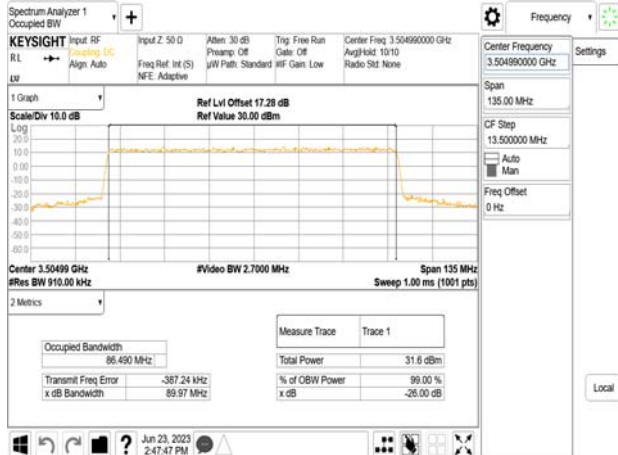 Spectrum Analyzer 1
Occupied BW
+
Frequency
KEYSIGHT
RL
LXI
Input: RF
Coupling: DC
Align: Auto
Input Z: 50 Ω
Freq Ref: Int (S)
NFE: Adaptive
Atten: 30 dB
Preamp: Off
µW Path: Standard
Trig: Free Run
Gate: Off
#IF Gain: Low
Center Freq: 3.504990000 GHz
Avg|Hold: 10/10
Radio Std: None
Center Frequency
3.504990000 GHz
Settings
Span
135.00 MHz
CF Step
13.500000 MHz
Auto
Man
Freq Offset
0 Hz
Local
1 Graph
Scale/Div 10.0 dB
Ref Lvl Offset 17.28 dB
Ref Value 30.00 dBm
Log
20.0
10.0
0.00
-10.0
-20.0
-30.0
-40.0
-50.0
-60.0
Center 3.50499 GHz
#Res BW 910.00 kHz
#Video BW 2.7000 MHz
Span 135 MHz
Sweep 1.00 ms (1001 pts)
2 Metrics
Measure Trace Trace 1
Occupied Bandwidth
86.490 MHz
Total Power 31.6 dBm
Transmit Freq Error -387.24 kHz
% of OBW Power 99.00 %
x dB Bandwidth 89.97 MHz
x dB -26.00 dB
?
Jun 23, 2023
2:47:47 PM